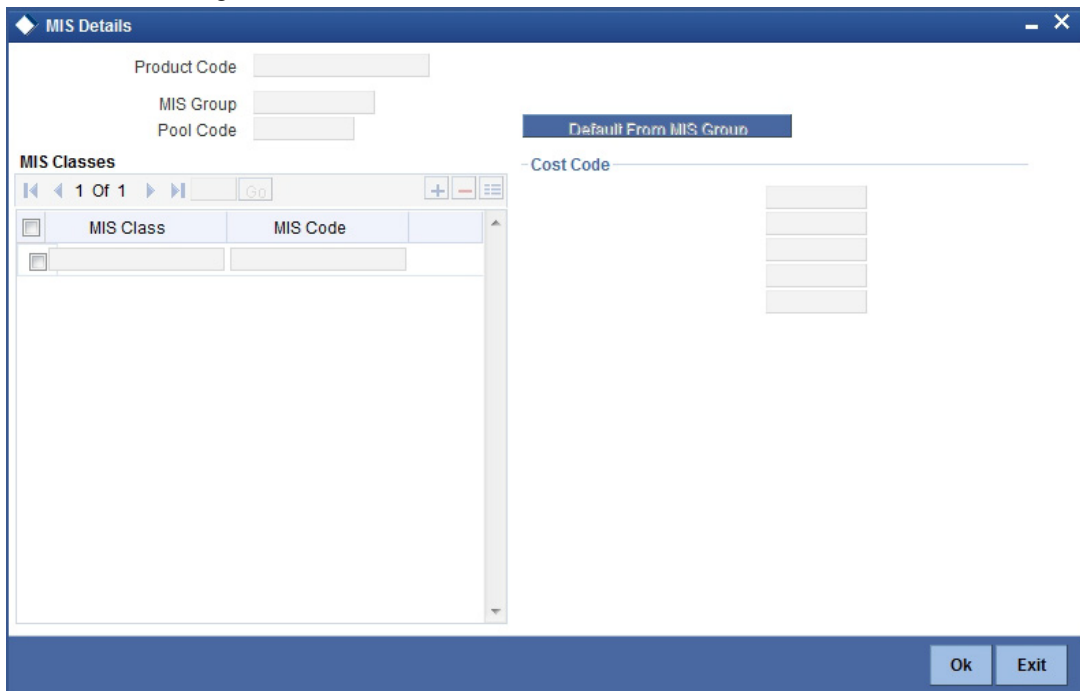 MIS Details
Product Code
MIS Group
Pool Code
Default From MIS Group
MIS Classes
Cost Code
1 Of 1
Go
MIS Class MIS Code
Ok Exit